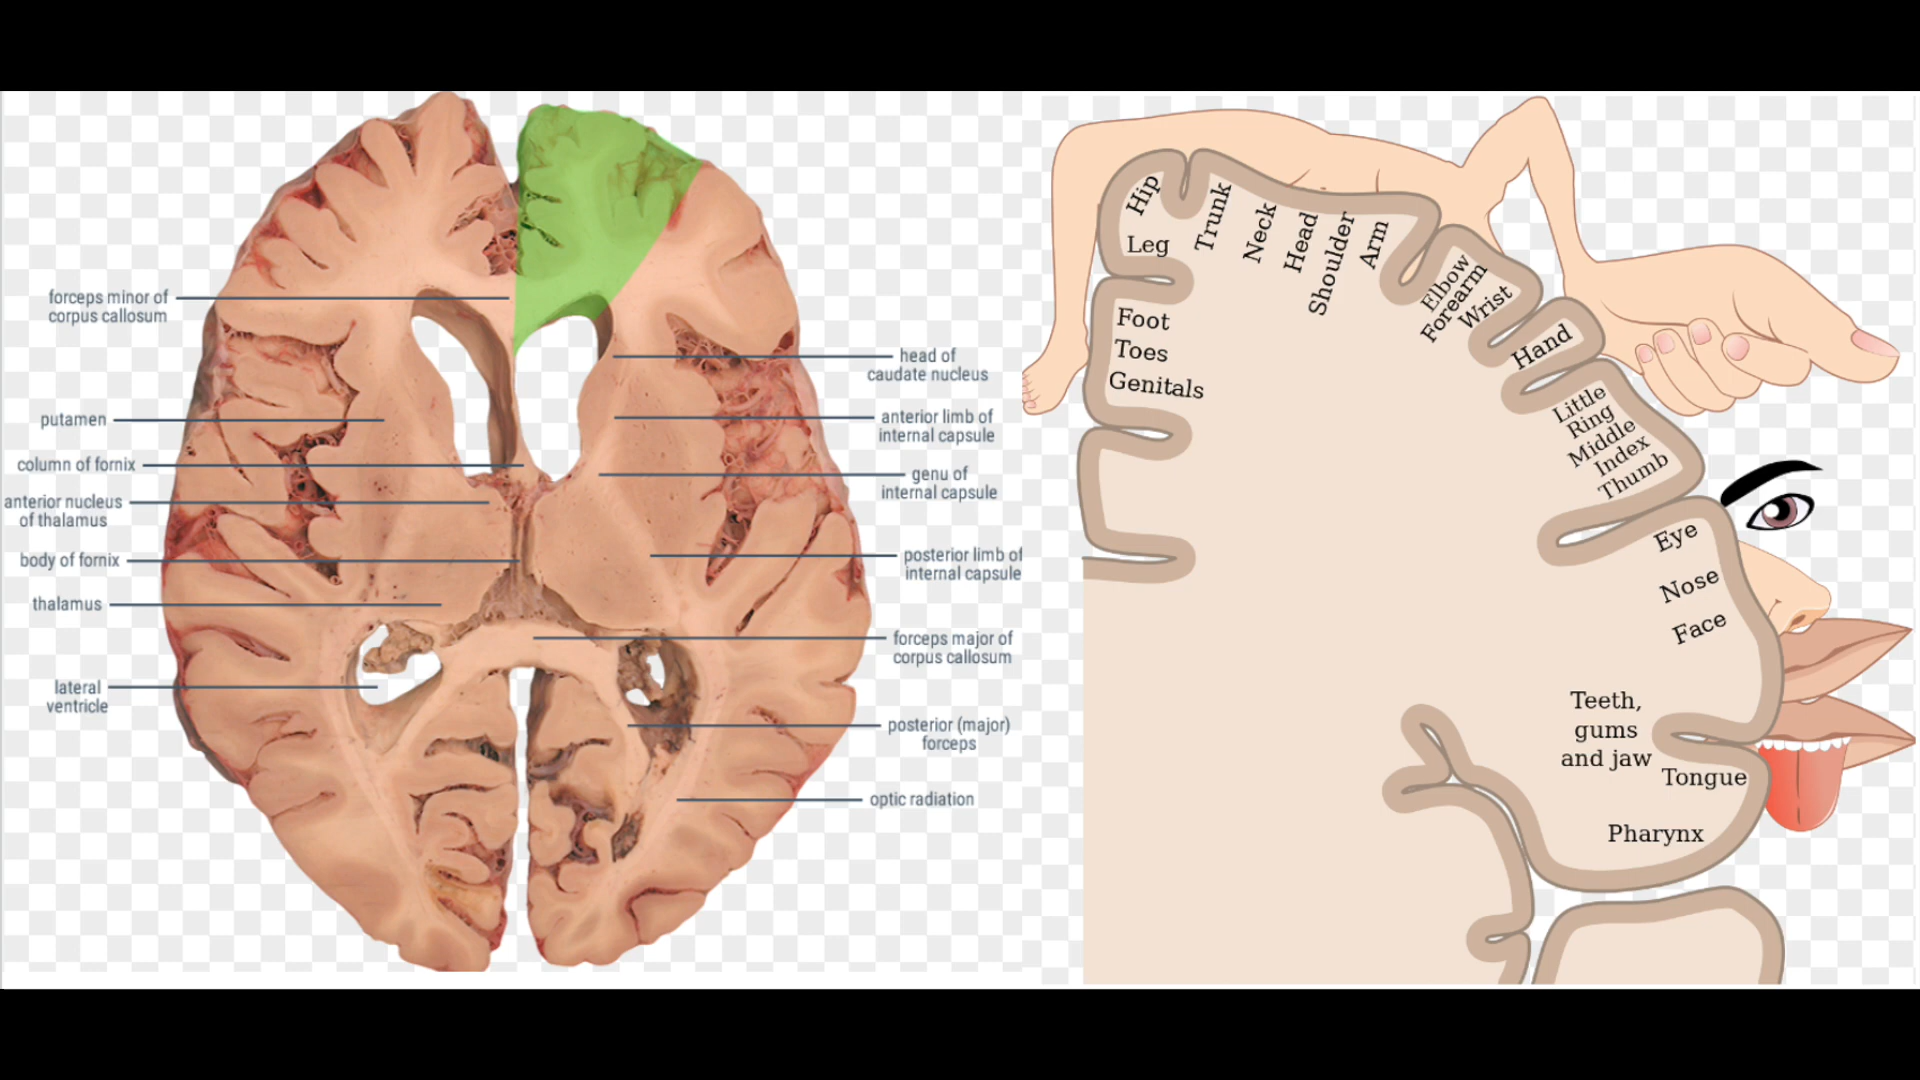 forceps minor of
corpus callosum
putamen
column of fornix
anterior nucleus
of thalamus
body of fornix
thalamus
lateral
ventricle
head of
caudate nucleus
anterior limb of
internal capsule
genu of
internal capsule
posterior limb of
internal capsule
forceps major of
corpus callosum
posterior (major)
forceps
optic radiation
Hip
Leg
Foot
Toes
Genitals
Trunk
Neck
Head
Shoulder
Arm
Elbow
Forearm
Wrist
Hand
Little
Ring
Middle
Index
Thumb
Eye
Nose
Face
Teeth,
gums
and jaw
Tongue
Pharynx